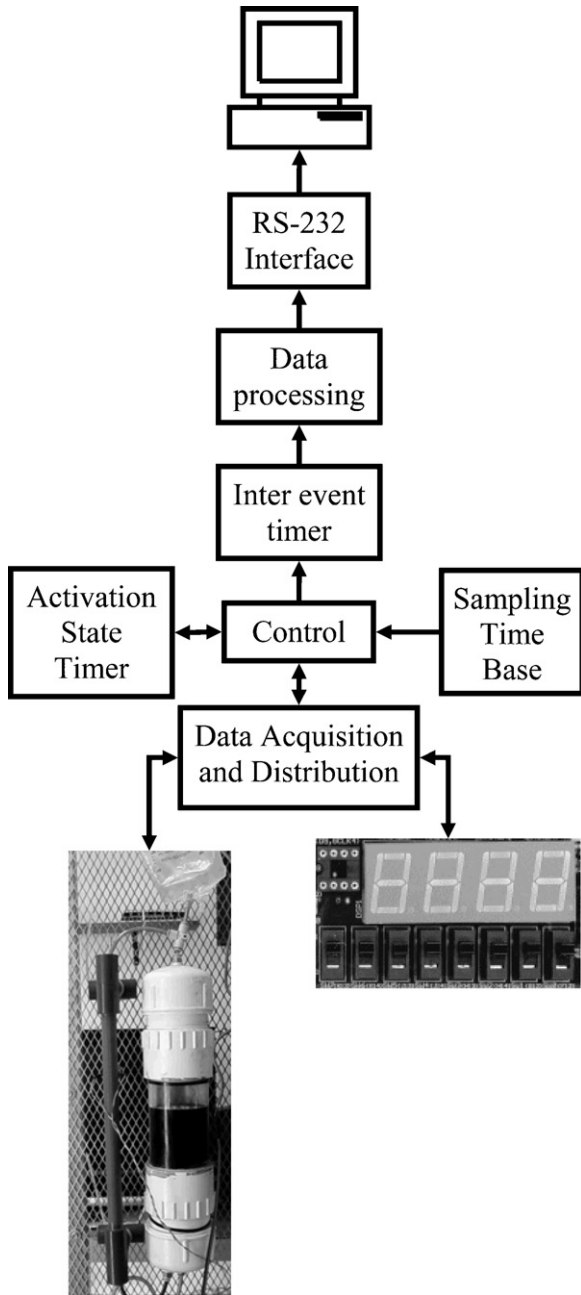 RS-232
Interface
Data
processing
Inter event
timer
Activation
State
Timer
Control
Sampling
Time
Base
Data Acquisition
and Distribution